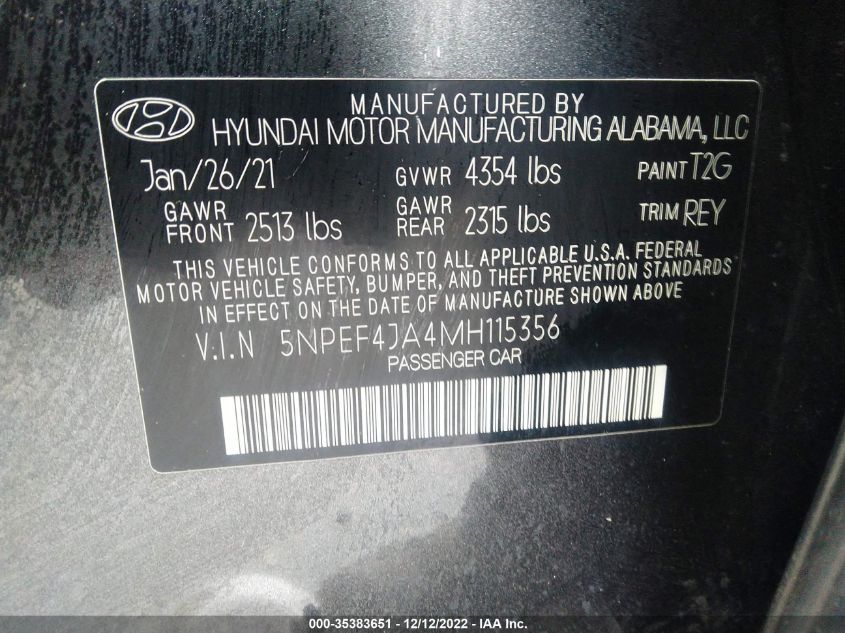 MANUFACTURED BY
HYUNDAI MOTOR MANUFACTURING ALABAMA, LLC
Jan/26/21 GVWR 4354 lbs PAINT T2G
GAWR FRONT 2513 lbs GAWR REAR 2315 lbs TRIM REY
THIS VEHICLE CONFORMS TO ALL APPLICABLE U.S.A. FEDERAL
MOTOR VEHICLE SAFETY, BUMPER, AND THEFT PREVENTION STANDARDS
IN EFFECT ON THE DATE OF MANUFACTURE SHOWN ABOVE
V.I.N 5NPEF4JA4MH115356
PASSENGER CAR
000-35383651 - 12/12/2022 - IAA Inc.